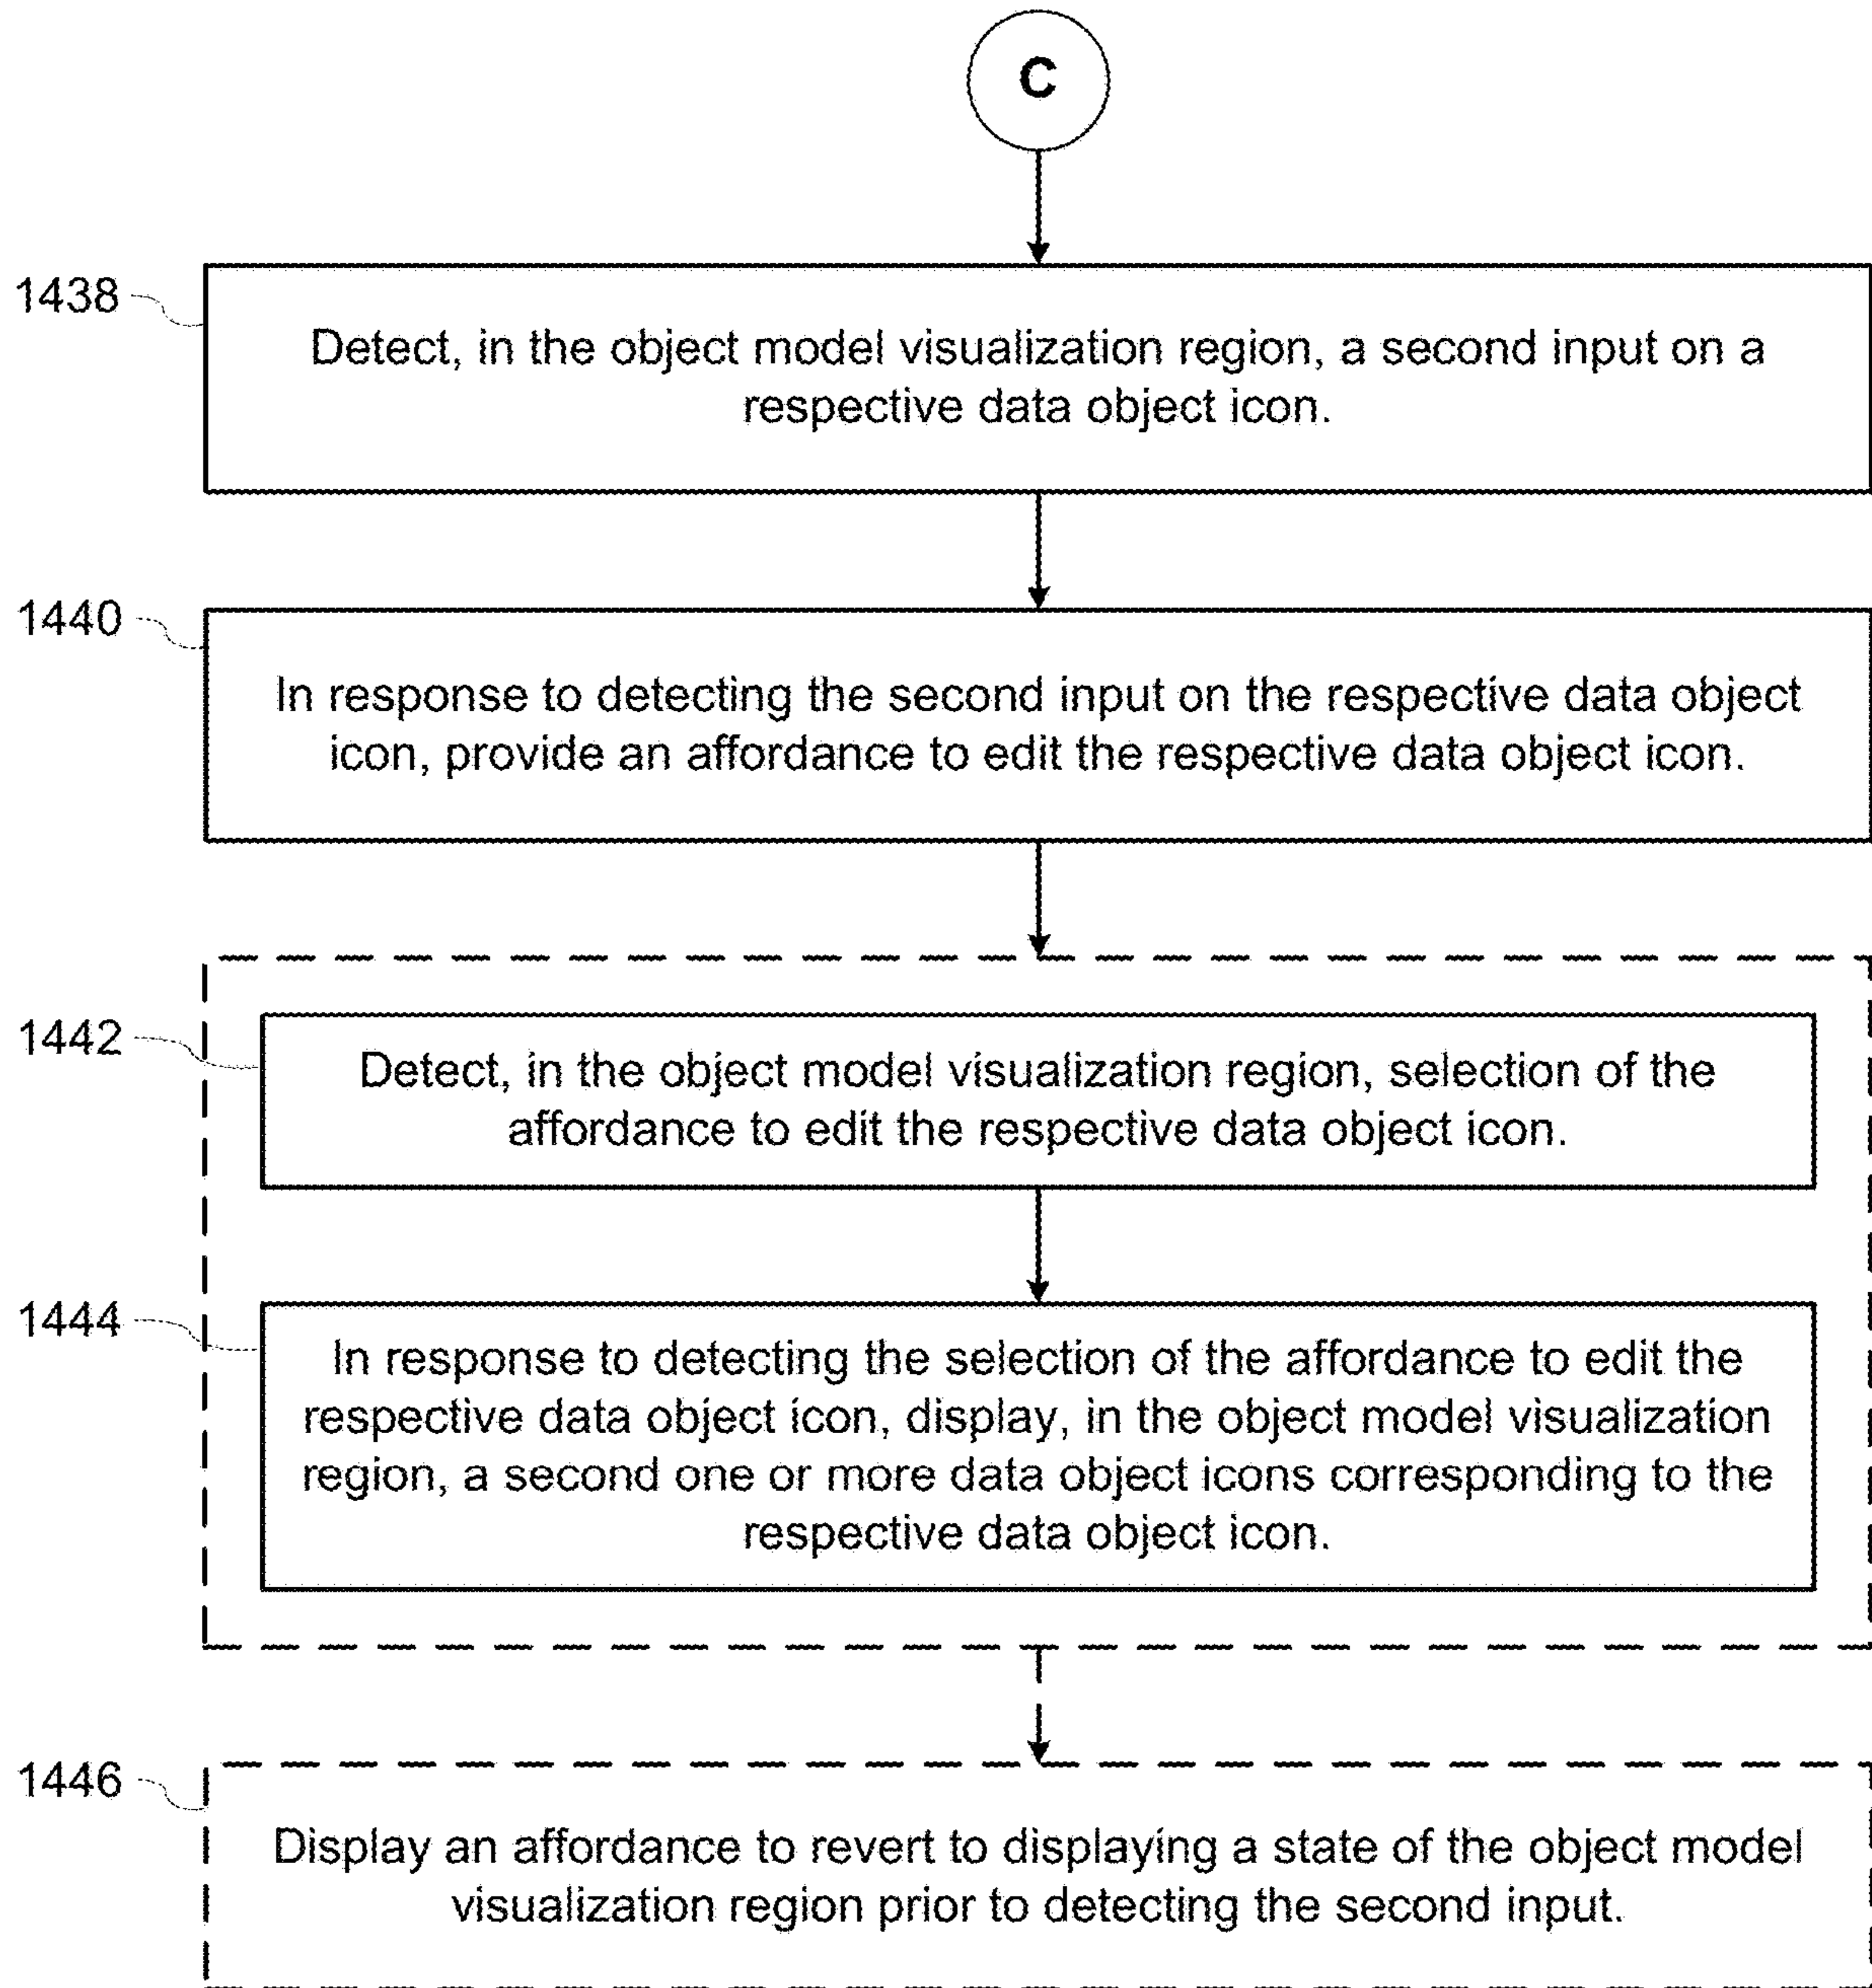 C
1438
Detect, in the object model visualization region, a second input on a
respective data object icon.
1440
In response to detecting the second input on the respective data object
icon, provide an affordance to edit the respective data object icon.
1442
Detect, in the object model visualization region, selection of the
affordance to edit the respective data object icon.
1444
In response to detecting the selection of the affordance to edit the
respective data object icon, display, in the object model visualization
region, a second one or more data object icons corresponding to the
respective data object icon.
1446
Display an affordance to revert to displaying a state of the object model
visualization region prior to detecting the second input.